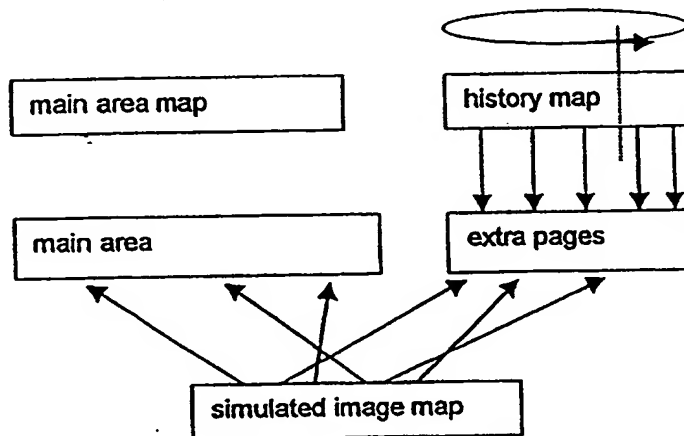 main area map
history map
main area
extra pages
simulated image map